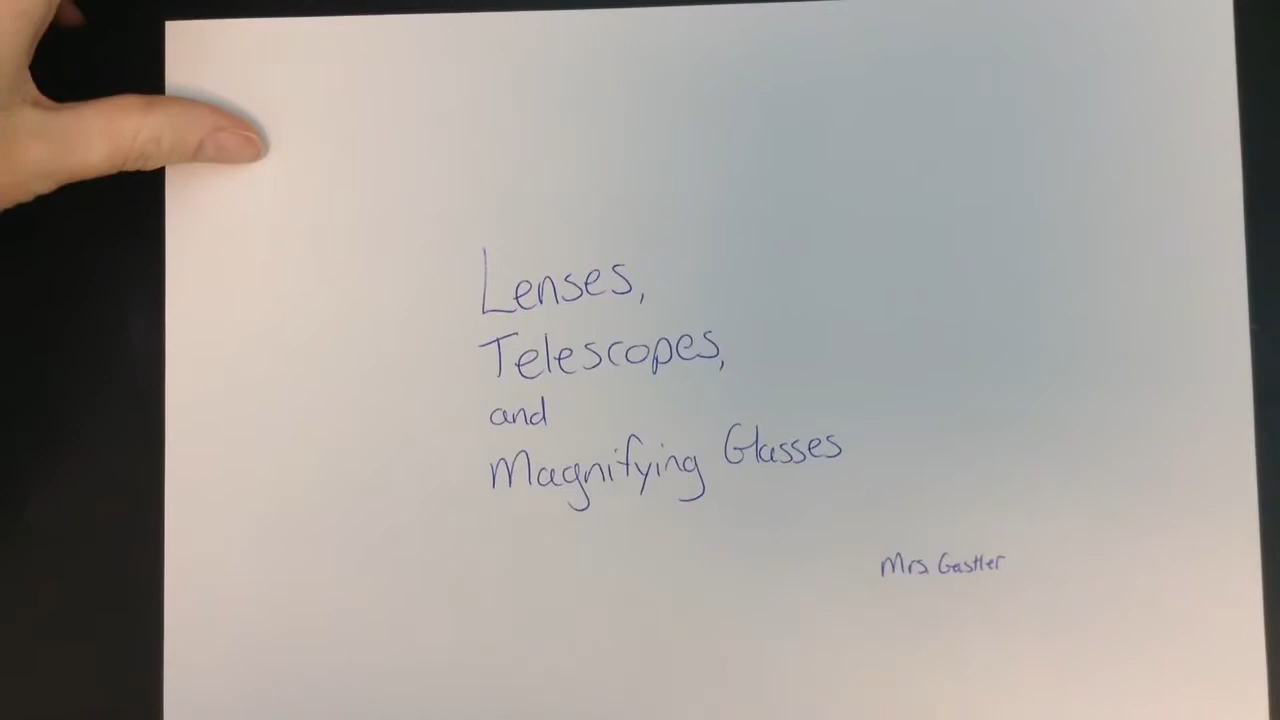 Lenses,
Telescopes,
and
Magnifying Glasses
Mrs. Gastler